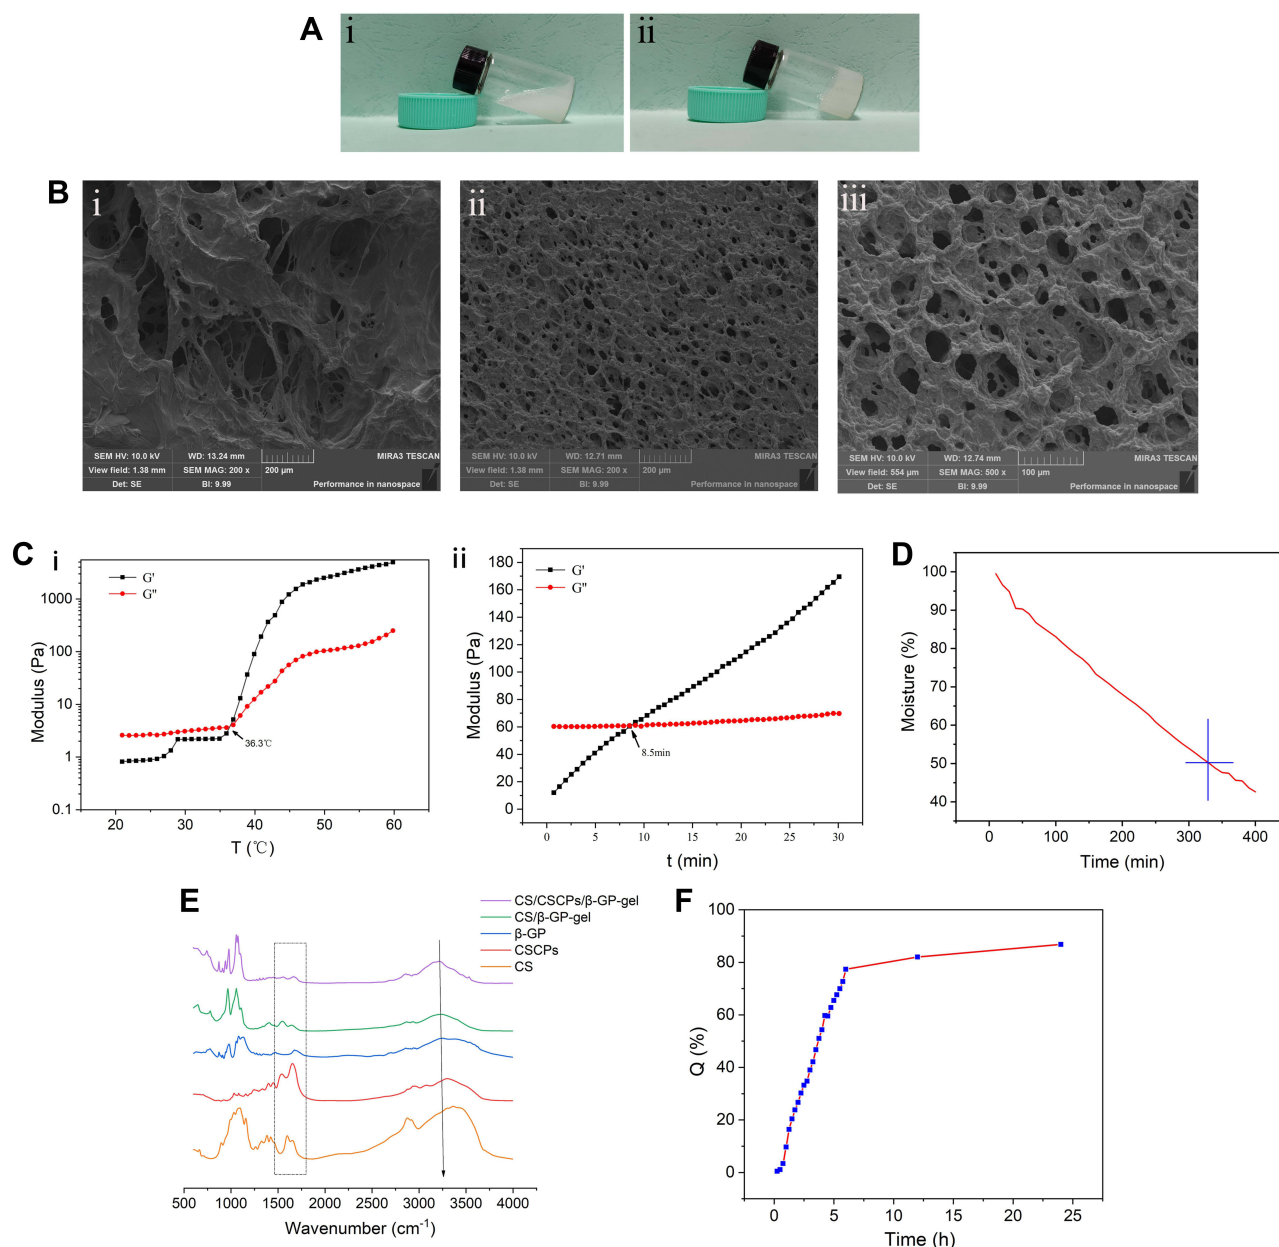 A
i
ii
B
i
ii
iii
SEM HV: 10.0 kV
WD: 13.24 mm
MIRA3 TESCAN
View field: 1.38 mm
SEM MAG: 200 x
200 µm
Det: SE
BI: 9.99
Performance in nanospace
SEM HV: 10.0 kV
WD: 12.71 mm
MIRA3 TESCAN
View field: 1.38 mm
SEM MAG: 200 x
200 µm
Det: SE
BI: 9.99
Performance in nanospace
SEM HV: 10.0 kV
WD: 12.74 mm
MIRA3 TESCAN
View field: 554 µm
SEM MAG: 500 x
100 µm
Det: SE
BI: 9.99
Performance in nanospace
C
i
G'
G"
1000
100
10
1
0.1
Modulus (Pa)
36.3℃
20
30
40
50
60
T (℃)
ii
G'
G"
180
160
140
120
100
80
60
40
20
0
Modulus (Pa)
8.5min
0
5
10
15
20
25
30
t (min)
D
100
90
80
70
60
50
40
Moisture (%)
0
100
200
300
400
Time (min)
E
CS/CSCPs/β-GP-gel
CS/β-GP-gel
β-GP
CSCPs
CS
500
1000
1500
2000
2500
3000
3500
4000
Wavenumber (cm⁻¹)
F
100
80
60
40
20
0
Q (%)
0
5
10
15
20
25
Time (h)